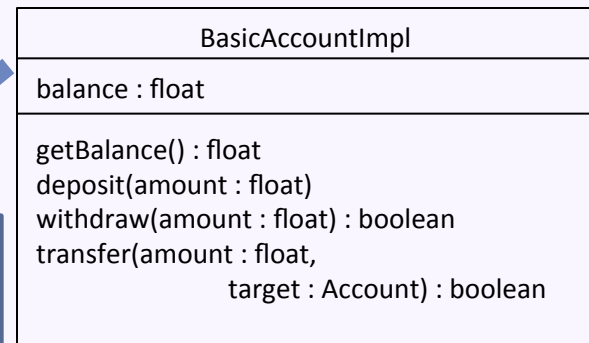 BasicAccountImpl
balance : float
getBalance() : float
deposit(amount : float)
withdraw(amount : float) : boolean
transfer(amount : float,
target : Account) : boolean